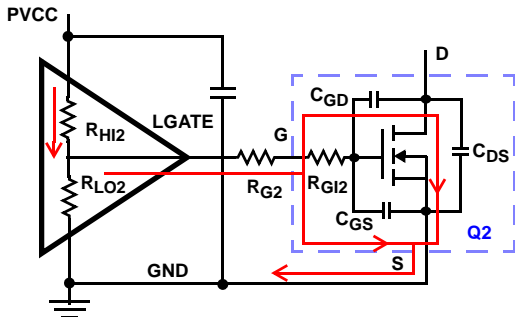 PVCC
D
CGD
RHI2
LGATE
G
CDS
RLO2
RG2
RGI2
CGS
Q2
GND
S